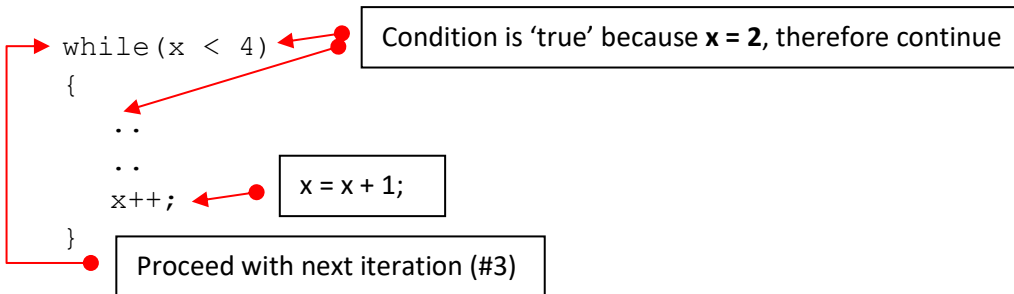 while(x < 4)
Condition is ‘true’ because x = 2, therefore continue
{
..
..
x++;
x = x + 1;
}
Proceed with next iteration (#3)